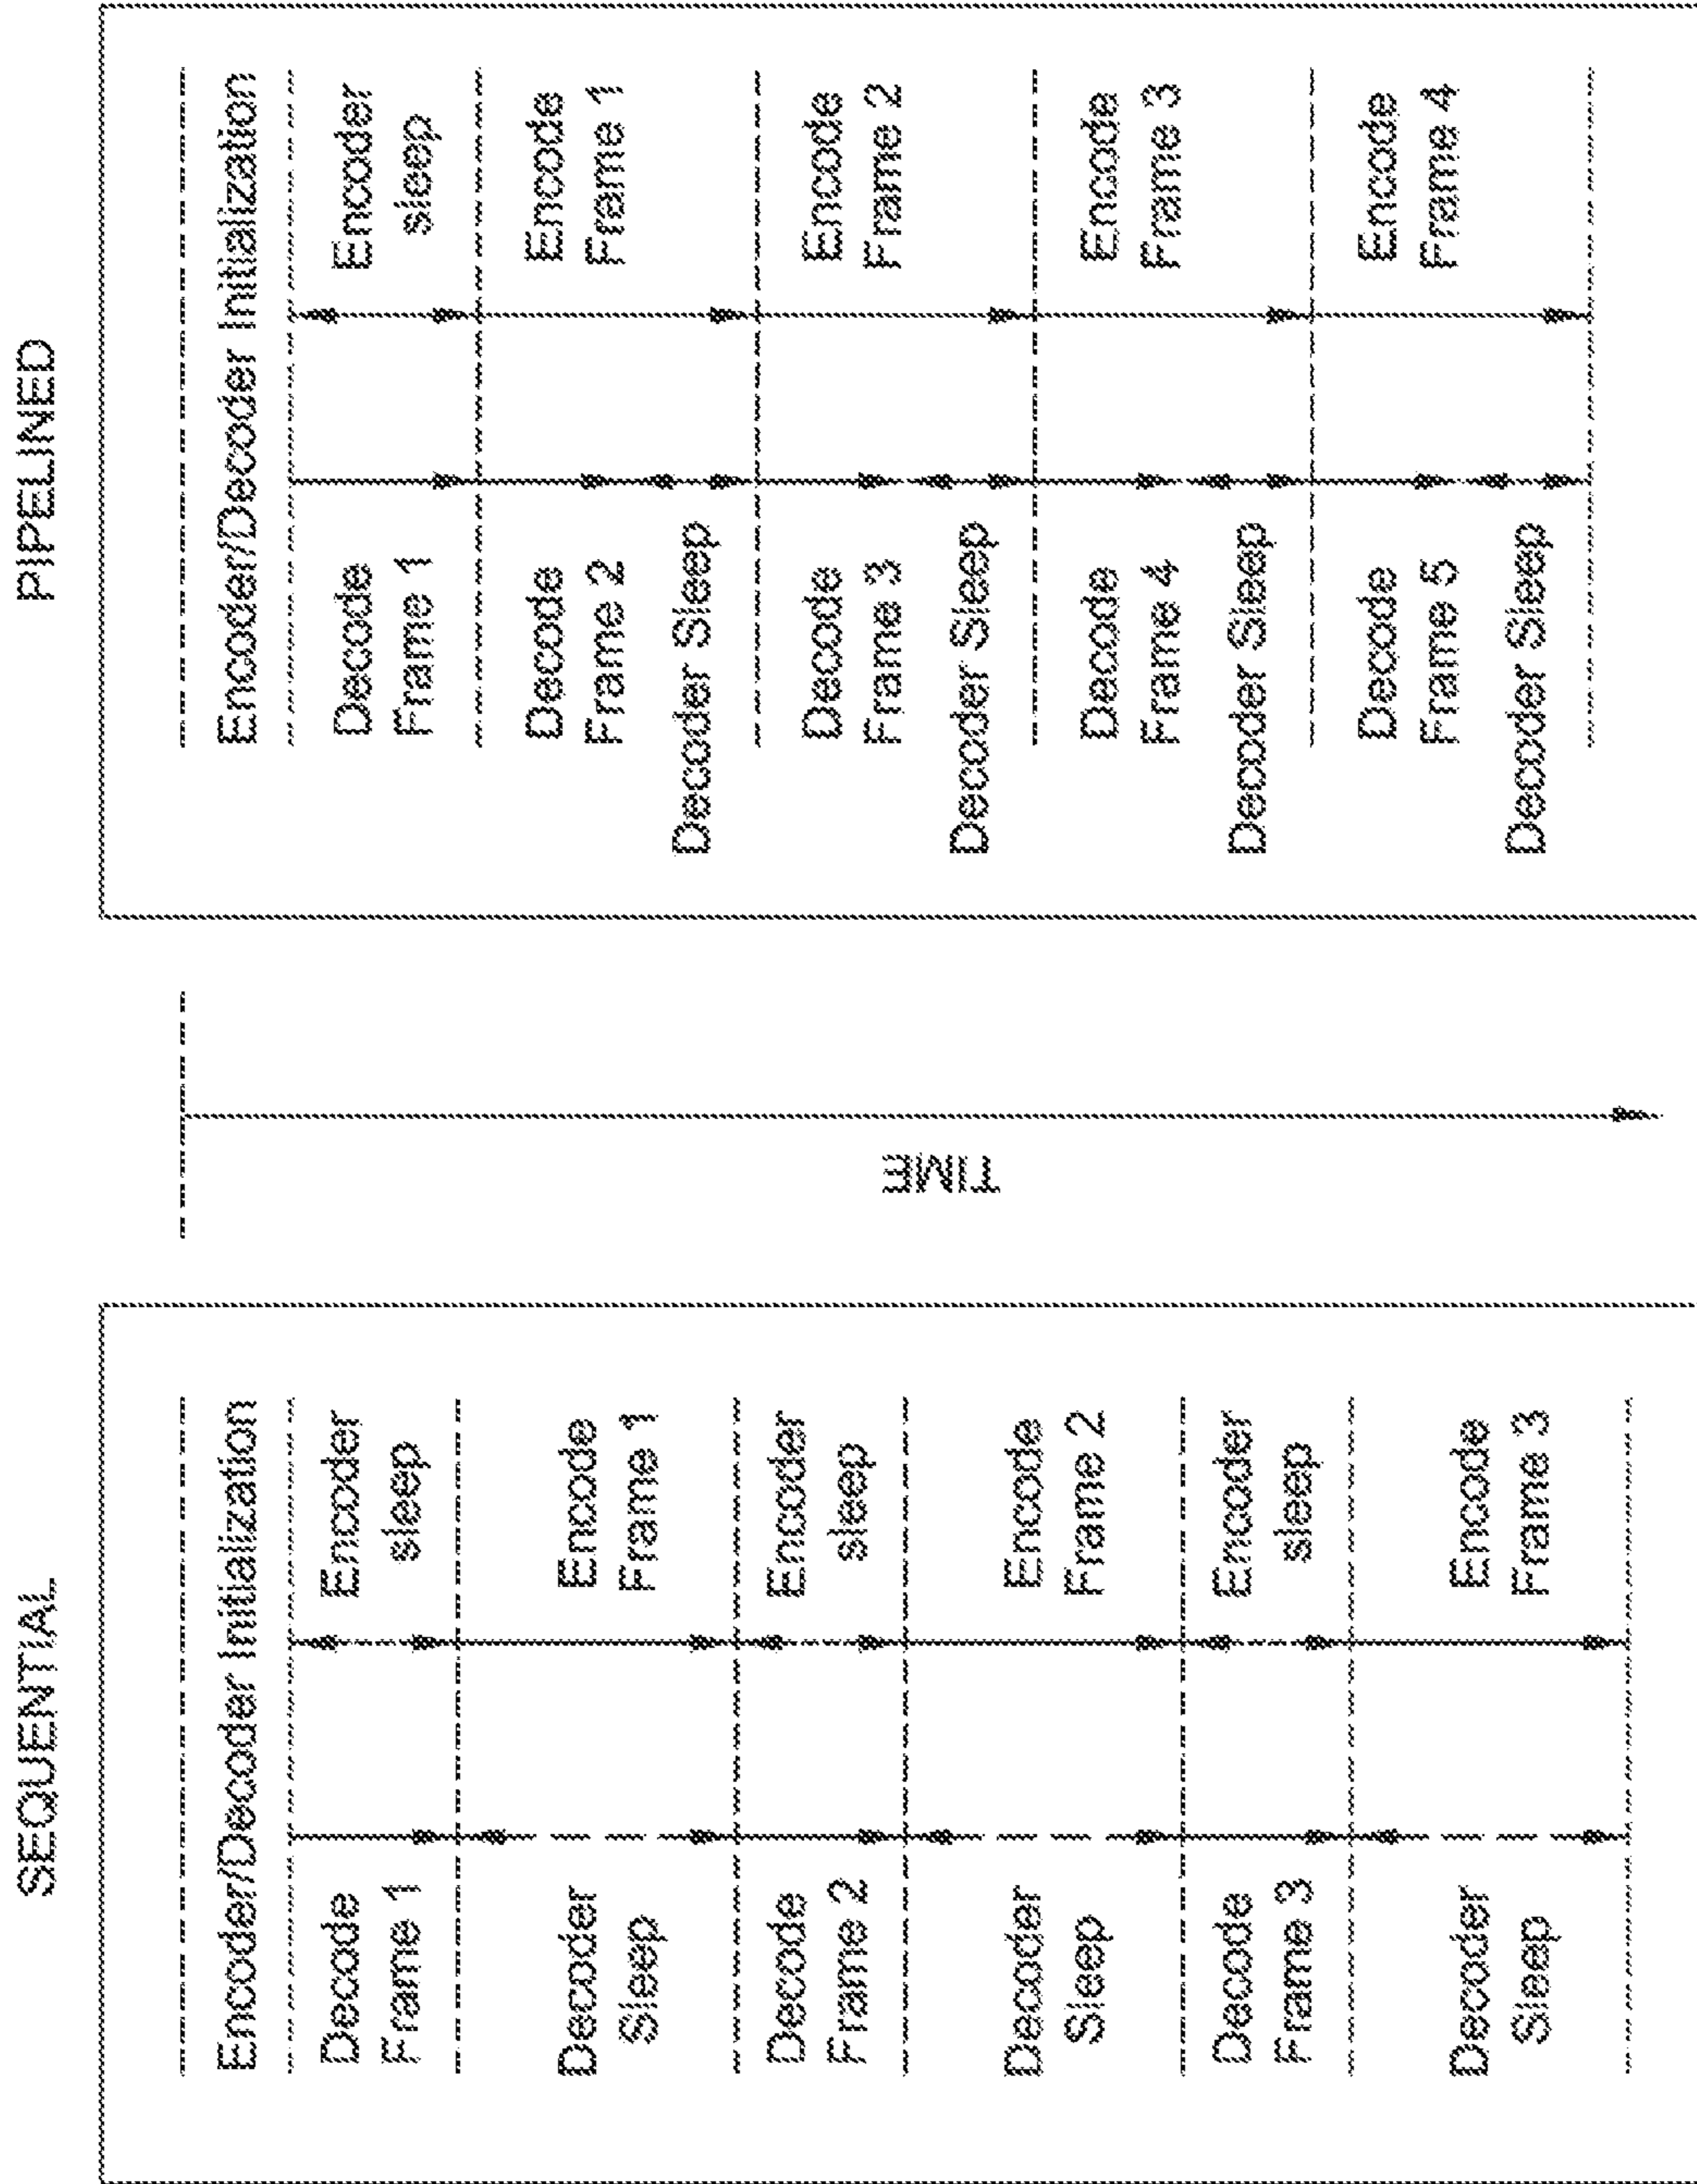 SEQUENTIAL
Encoder/Decoder Initialization
Decode
Frame 1
Encoder
sleep
Decoder
Sleep
Encode
Frame 1
Decode
Frame 2
Encoder
sleep
Decoder
Sleep
Encode
Frame 2
Decode
Frame 3
Encoder
sleep
Decoder
Sleep
Encode
Frame 3
TIME
PIPELINED
Encoder/Decoder Initialization
Decode
Frame 1
Encoder
sleep
Decode
Frame 2
Decoder Sleep
Encode
Frame 1
Decode
Frame 3
Decoder Sleep
Encode
Frame 2
Decode
Frame 4
Decoder Sleep
Encode
Frame 3
Decode
Frame 5
Decoder Sleep
Encode
Frame 4